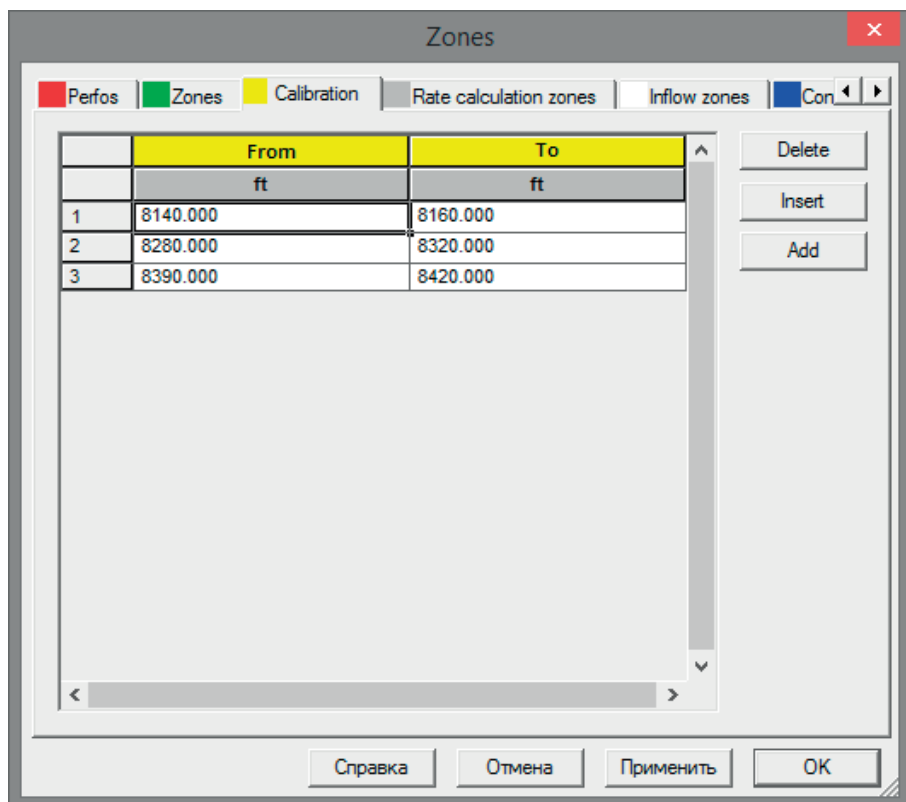 Zones
Perfos Zones Calibration Rate calculation zones Inflow zones Con
From To
ft ft
1 8140.000 8160.000
2 8280.000 8320.000
3 8390.000 8420.000
Delete
Insert
Add
Справка Отмена Применить OK